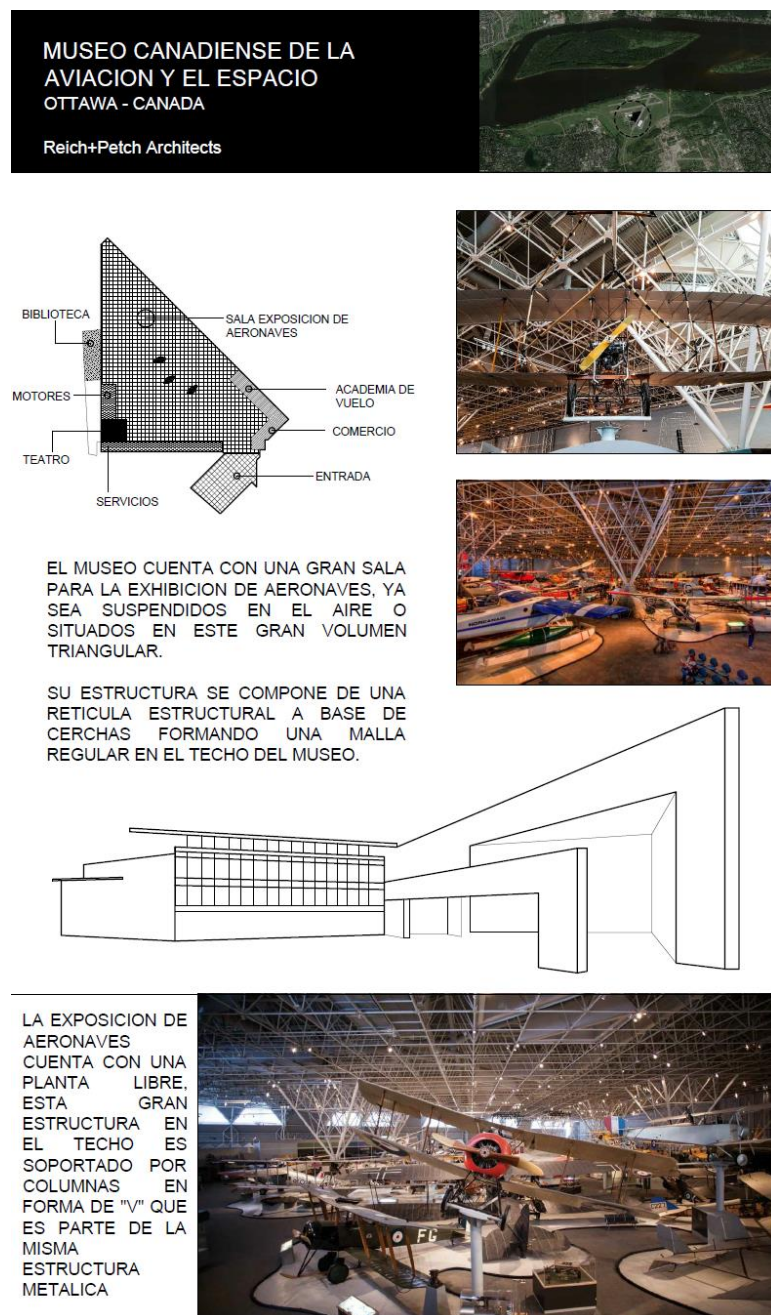 MUSEO CANADIENSE DE LA
AVIACION Y EL ESPACIO
OTTAWA - CANADA
Reich+Petch Architects
BIBLIOTECA
SALA EXPOSICION DE
AERONAVES
MOTORES
ACADEMIA DE
VUELO
COMERCIO
TEATRO
ENTRADA
SERVICIOS
EL MUSEO CUENTA CON UNA GRAN SALA
PARA LA EXHIBICION DE AERONAVES, YA
SEA SUSPENDIDOS EN EL AIRE O
SITUADOS EN ESTE GRAN VOLUMEN
TRIANGULAR.
SU ESTRUCTURA SE COMPONE DE UNA
RETICULA ESTRUCTURAL A BASE DE
CERCHAS FORMANDO UNA MALLA
REGULAR EN EL TECHO DEL MUSEO.
LA EXPOSICION DE
AERONAVES
CUENTA CON UNA
PLANTA LIBRE,
ESTA GRAN
ESTRUCTURA EN
EL TECHO ES
SOPORTADO POR
COLUMNAS EN
FORMA DE "V" QUE
ES PARTE DE LA
MISMA
ESTRUCTURA
METALICA
FG